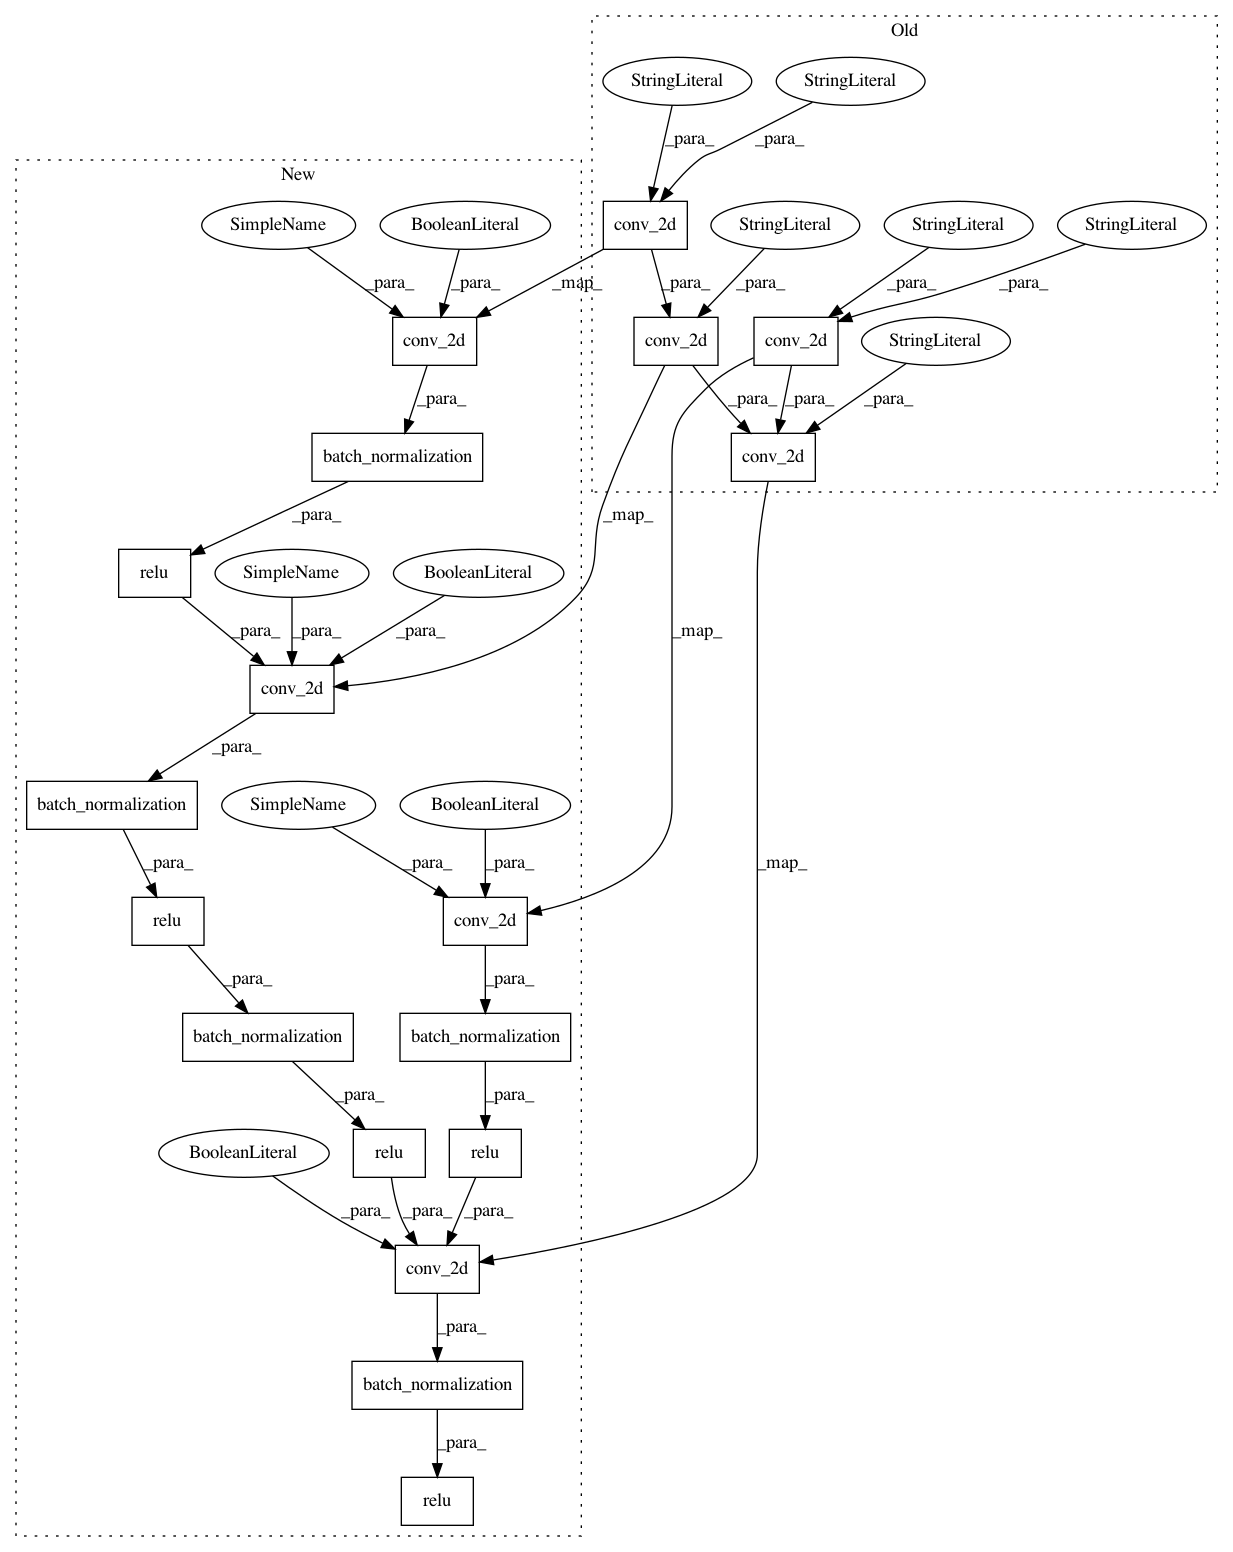 Old
StringLiteral StringLiteral
_para_ _para_
New
SimpleName BooleanLiteral conv_2d StringLiteral StringLiteral StringLiteral
_para_ _para_ _map_ _para_ _para_ _para_ _para_
conv_2d conv_2d conv_2d StringLiteral
_para_ _para_ _para_ _para_
batch_normalization conv_2d
_para_ _map_
relu SimpleName BooleanLiteral
_para_ _para_ _para_ _map_
conv_2d
_para_
batch_normalization SimpleName BooleanLiteral
_para_ _para_ _para_ _map_
relu conv_2d
_para_ _para_
batch_normalization batch_normalization
_para_ _para_
BooleanLiteral relu relu
_para_ _para_ _para_
conv_2d
_para_
batch_normalization
_para_
relu